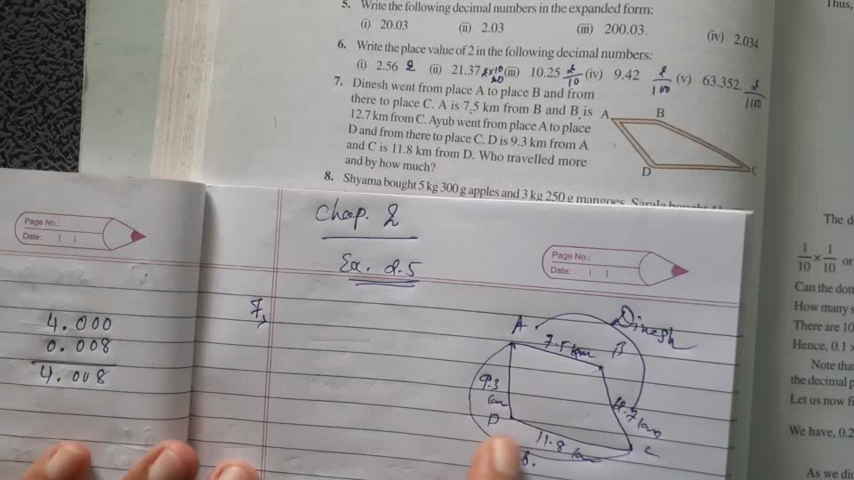 5. Write the following decimal numbers in the expanded form:
(i) 20.03 (ii) 2.03 (iii) 200.03 (iv) 2.034
6. Write the place value of 2 in the following decimal numbers:
(i) 2.56 2 (ii) 21.37 2×10 20 (iii) 10.25 2/10 (iv) 9.42 2/100 (v) 63.352. 2/100
7. Dinesh went from place A to place B and from
there to place C. A is 7.5 km from B and B is
12.7 km from C. Ayub went from place A to place
D and from there to place C. D is 9.3 km from A
and C is 11.8 km from D. Who travelled more
and by how much?
A B
D C
8. Shyama bought 5 kg 300 g apples and 3 kg 250 g mangoes.
Chap. 2
Ex. 2.5
Page No.:
Date:
Page No.:
Date:
4.000
0.008
4.008
7
A Dinesh
7.5 km B
9.3 km
D
11.8 km C
Thus,
The d
1/10 × 1/10 or
Can the dot
How many s
There are 10
Hence, 0.1 ×
Note tha
the decimal p
Let us now fi
We have, 0.2
As we di